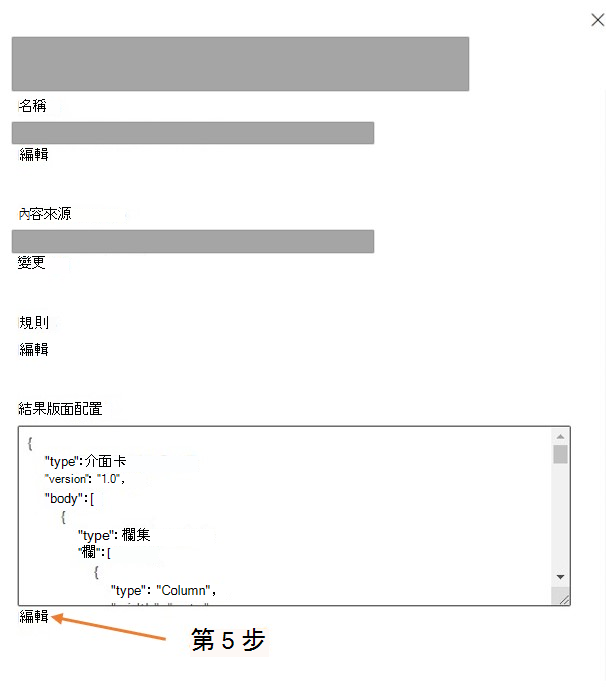 名稱
編輯
內容來源
變更
規則
編輯
結果版面配置
{
"type":介面卡
"version": "1.0",
"body":[
{
"type": 欄集
"欄":[
{
"type": "Column",
編輯
第 5 步